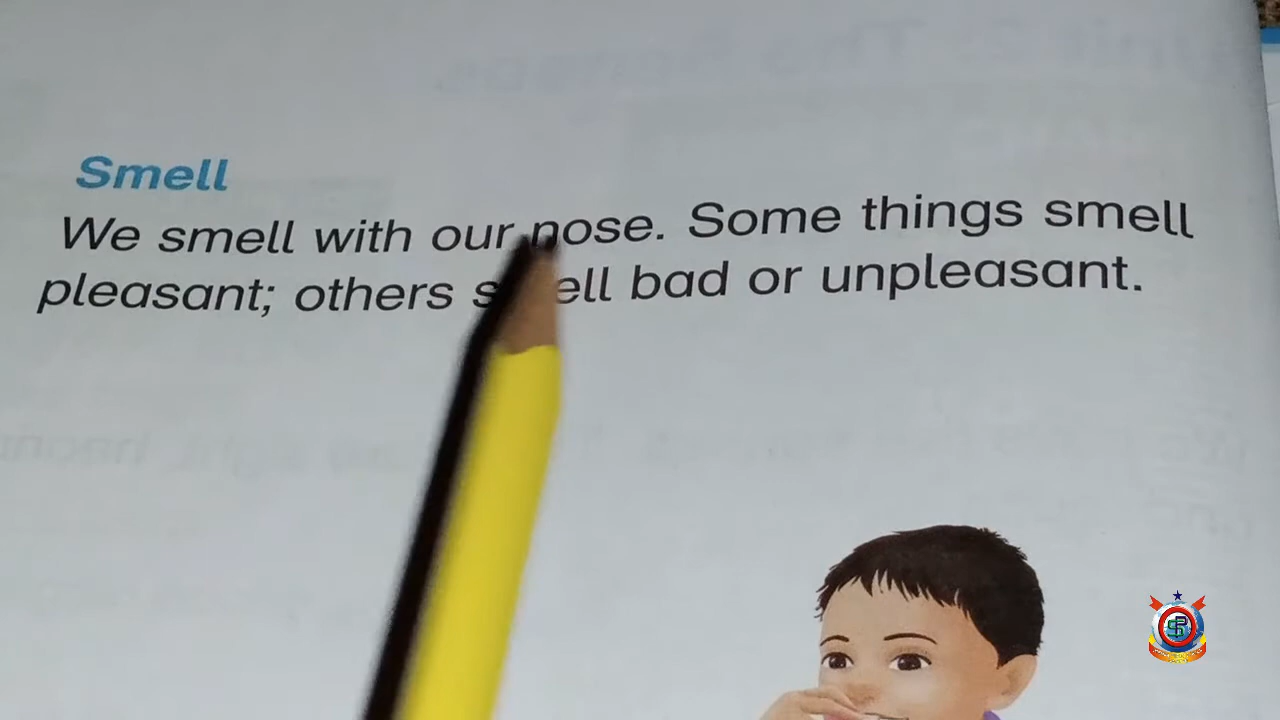 Smell
We smell with our nose. Some things smell
pleasant; others smell bad or unpleasant.